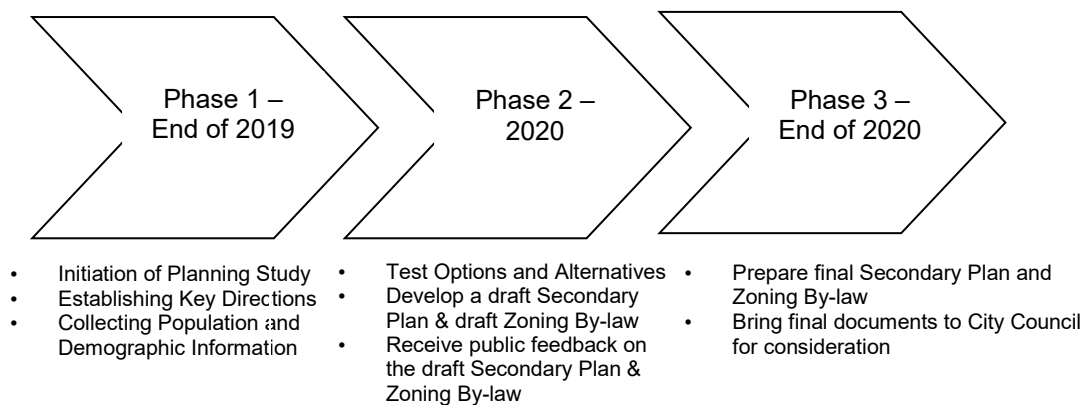 Phase 1 –
End of 2019
Phase 2 –
2020
Phase 3 –
End of 2020
• Initiation of Planning Study
• Establishing Key Directions
• Collecting Population and
Demographic Information
• Test Options and Alternatives
• Develop a draft Secondary
Plan & draft Zoning By-law
• Receive public feedback on
the draft Secondary Plan &
Zoning By-law
• Prepare final Secondary Plan and
Zoning By-law
• Bring final documents to City Council
for consideration